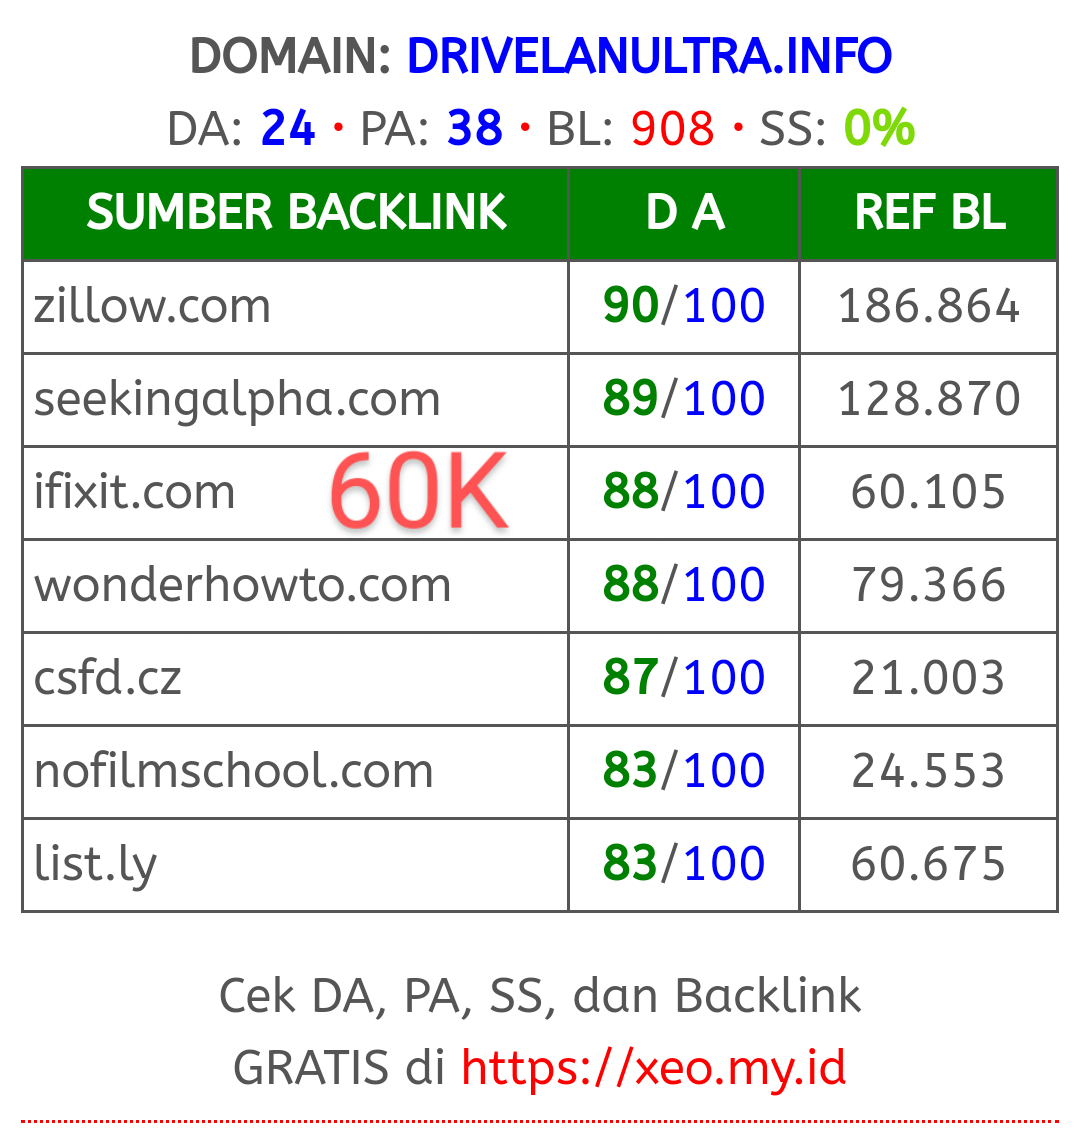 DOMAIN: DRIVELANULTRA.INFO
DA: 24 • PA: 38 • BL: 908 • SS: 0%
SUMBER BACKLINK D A REF BL
zillow.com 90/100 186.864
seekingalpha.com 89/100 128.870
ifixit.com 60K 88/100 60.105
wonderhowto.com 88/100 79.366
csfd.cz 87/100 21.003
nofilmschool.com 83/100 24.553
list.ly 83/100 60.675
Cek DA, PA, SS, dan Backlink
GRATIS di https://xeo.my.id